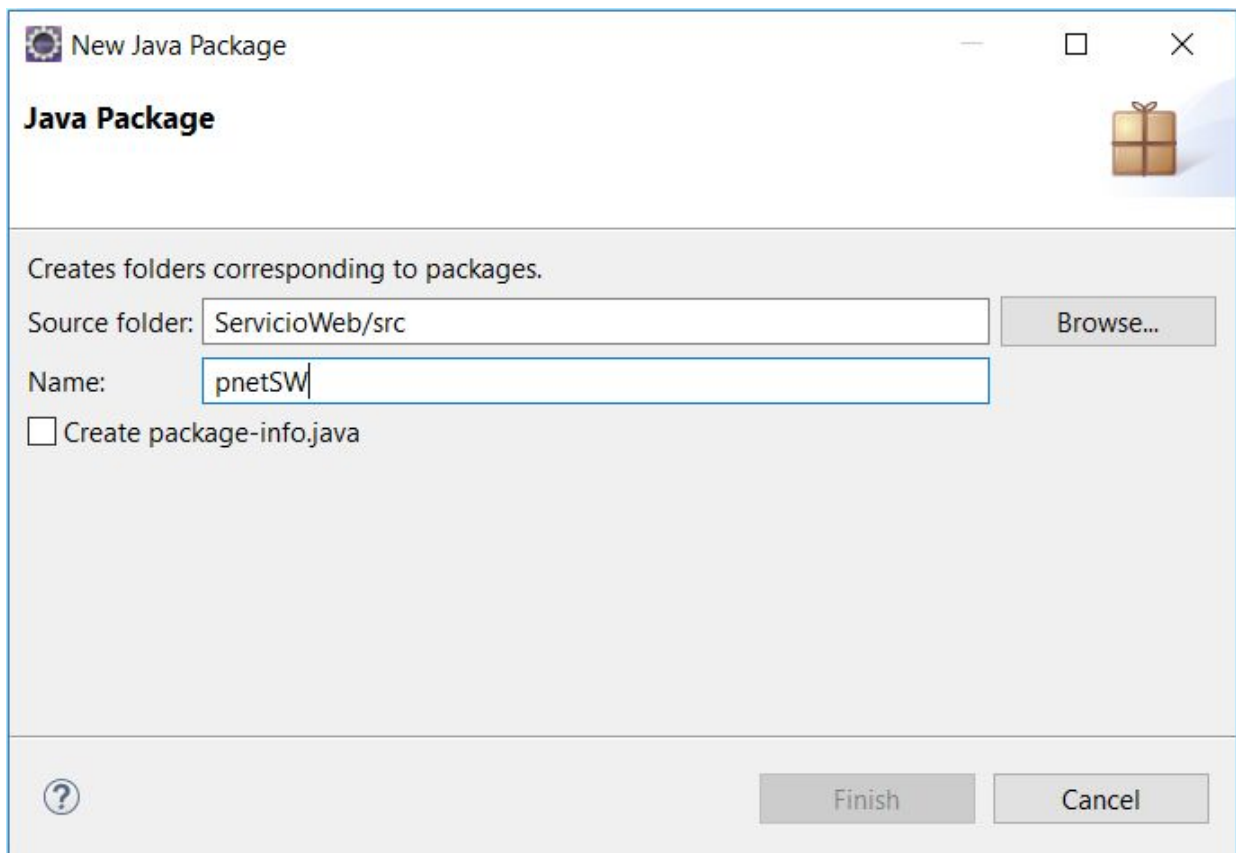 New Java Package
Java Package
Creates folders corresponding to packages.
Source folder: ServicioWeb/src Browse...
Name: pnetSW
Create package-info.java
? Finish Cancel